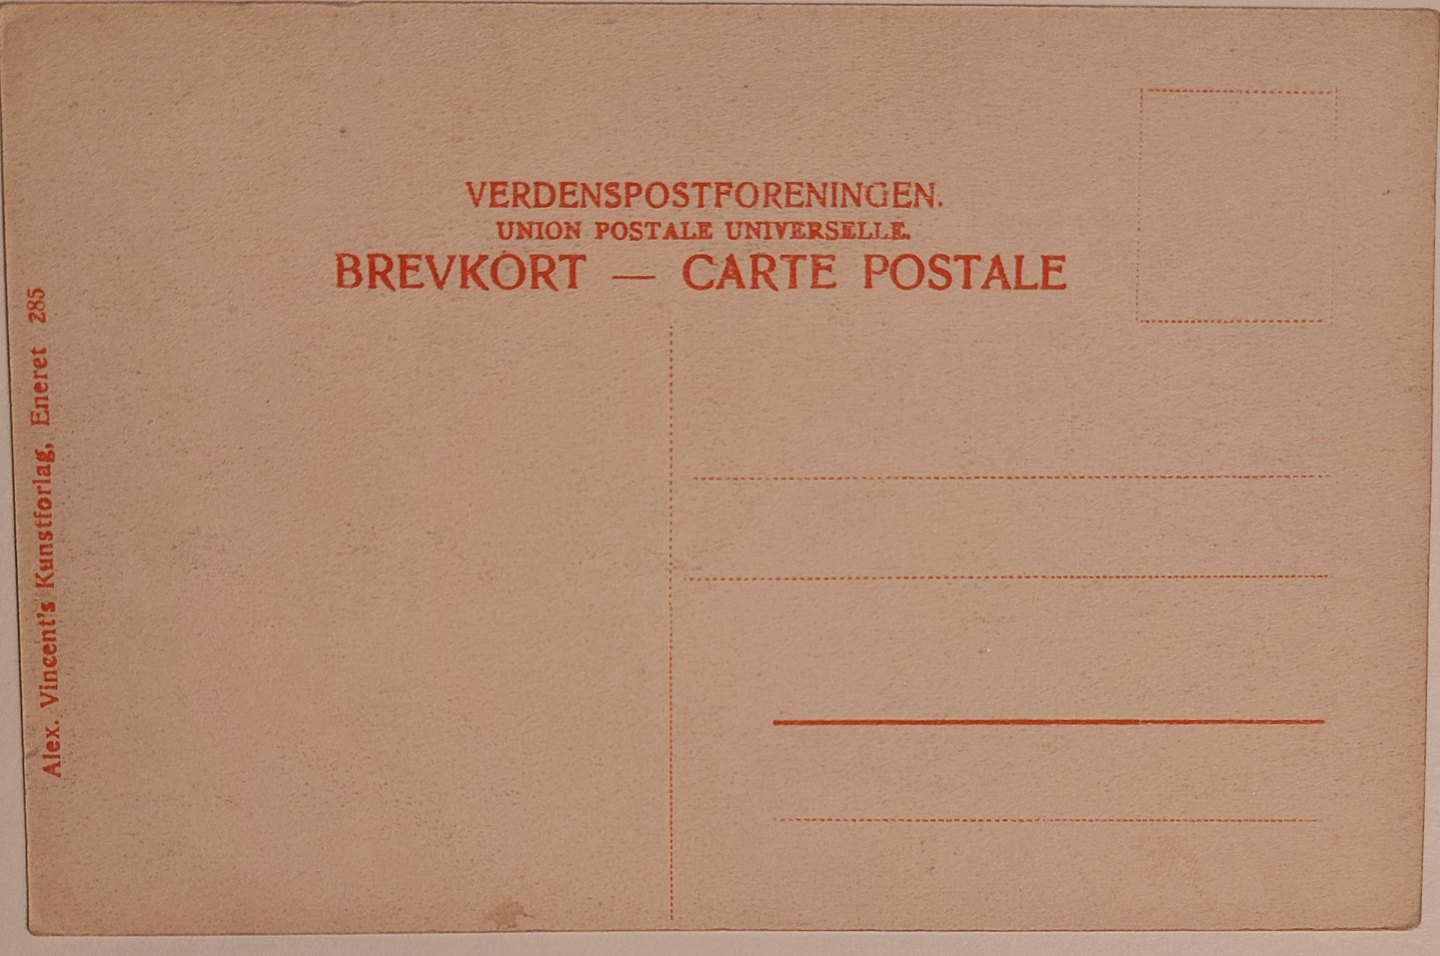 VERDENSPOSTFORENINGEN.
UNION POSTALE UNIVERSELLE.
BREVKORT — CARTE POSTALE
Alex. Vincent's Kunstforlag, Eneret 285